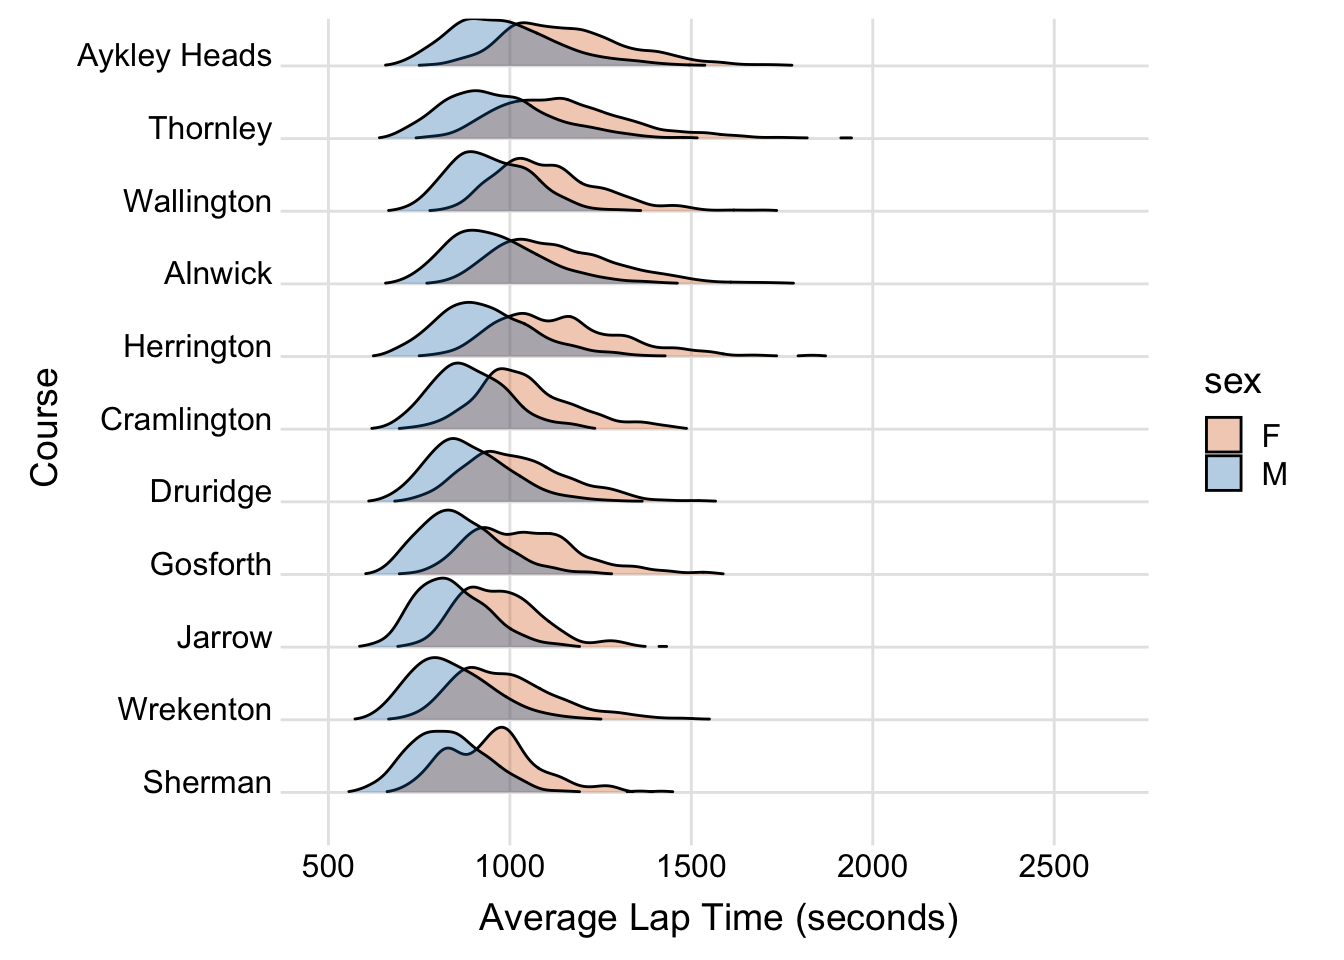 Aykley Heads
Thornley
Wallington
Alnwick
Herrington
Cramlington
Druridge
Gosforth
Jarrow
Wrekenton
Sherman
Course
500 1000 1500 2000 2500
Average Lap Time (seconds)
sex
F
M